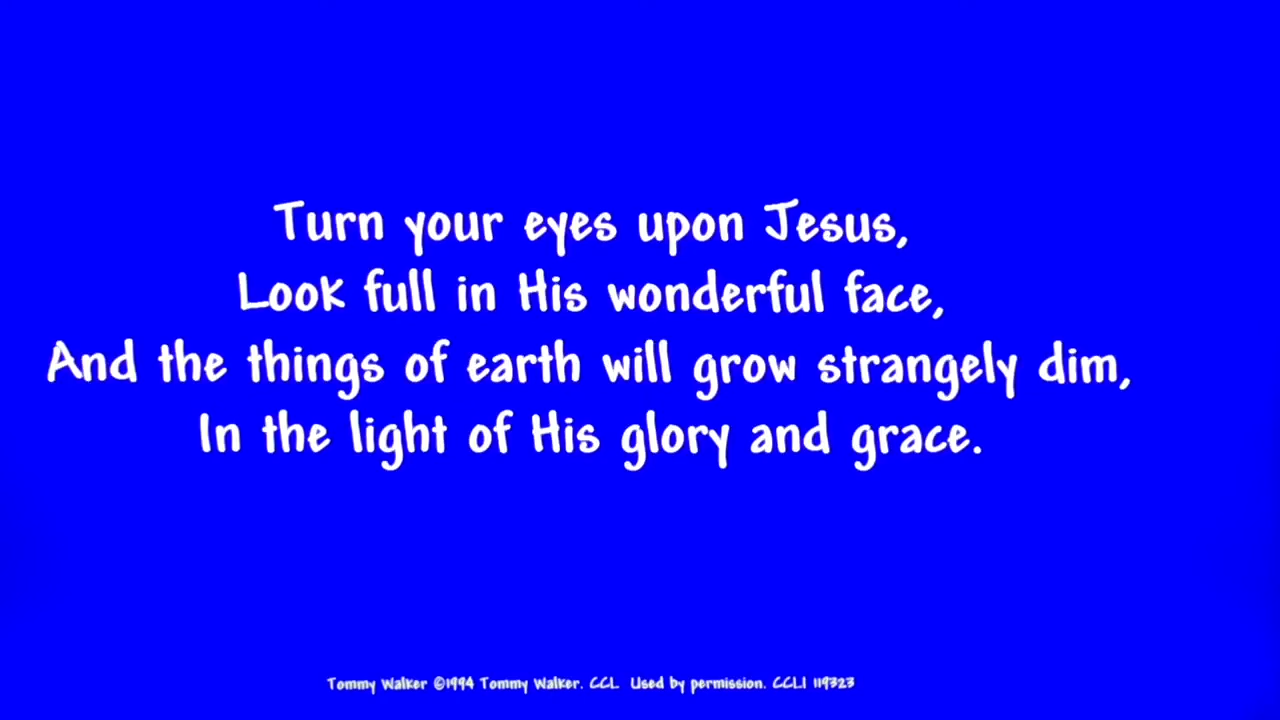 Turn your eyes upon Jesus,
Look full in His wonderful face,
And the things of earth will grow strangely dim,
In the light of His glory and grace.
Tommy Walker ©1994 Tommy Walker. CCL. Used by permission. CCLI 119323